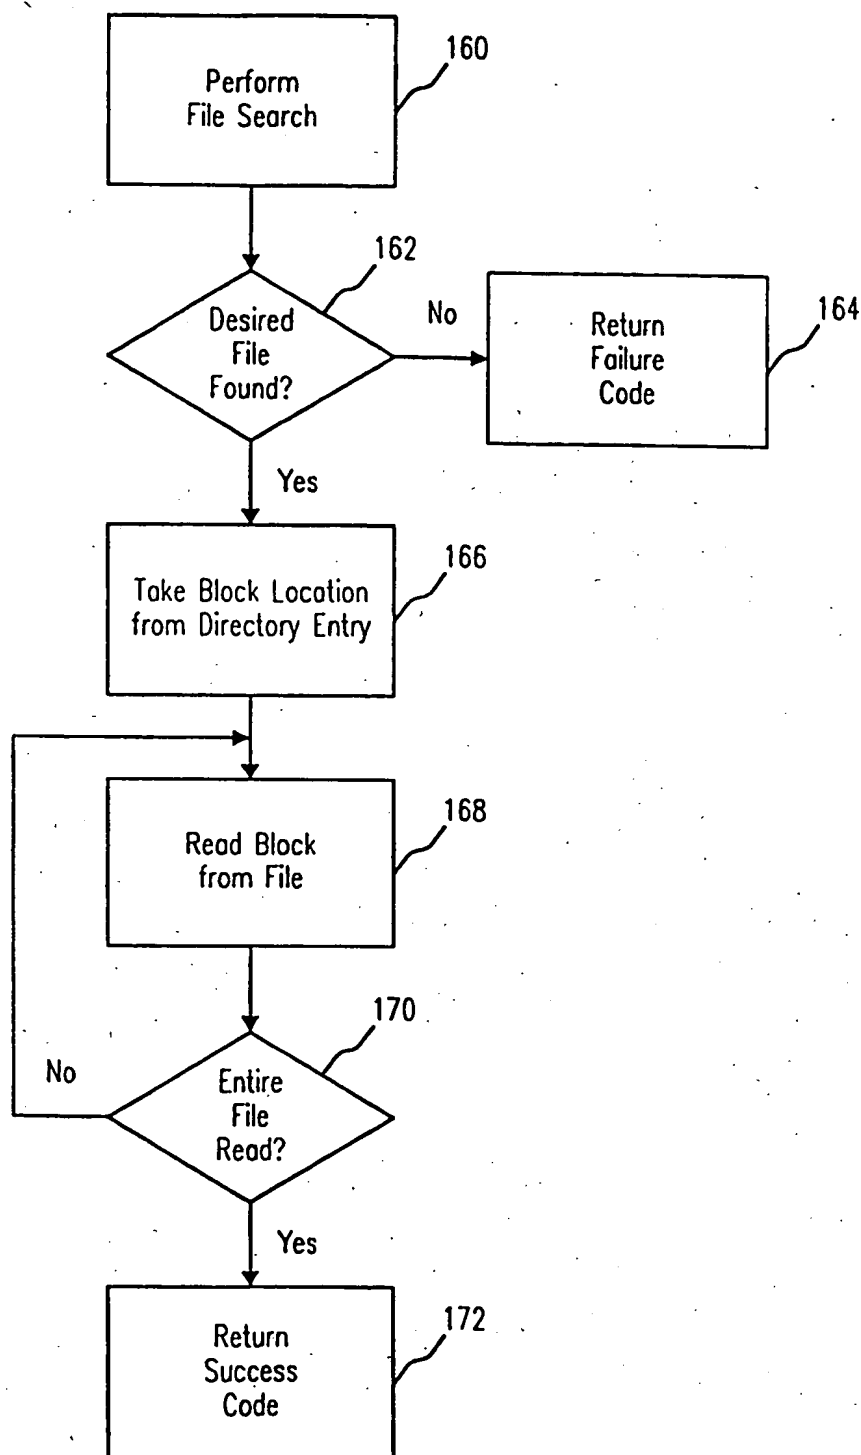 160
Perform
File Search
162
Desired
File
Found?
No
164
Return
Failure
Code
Yes
166
Take Block Location
from Directory Entry
168
Read Block
from File
170
No
Entire
File
Read?
Yes
172
Return
Success
Code